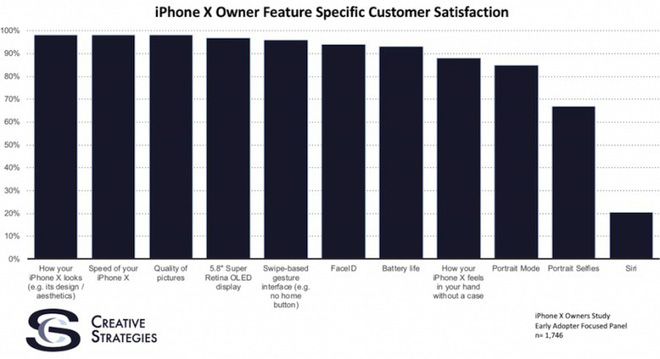 iPhone X Owner Feature Specific Customer Satisfaction
100%
90%
80%
70%
60%
50%
40%
30%
20%
10%
0%
How your
iPhone X looks
(e.g. its design /
aesthetics)
Speed of your
iPhone X
Quality of
pictures
5.8" Super
Retina OLED
display
Swipe-based
gesture
interface (e.g.
no home
button)
FaceID
Battery life
How your
iPhone X feels
in your hand
without a case
Portrait Mode
Portrait Selfies
Siri
CREATIVE
STRATEGIES
iPhone X Owners Study
Early Adopter Focused Panel
n= 1,746